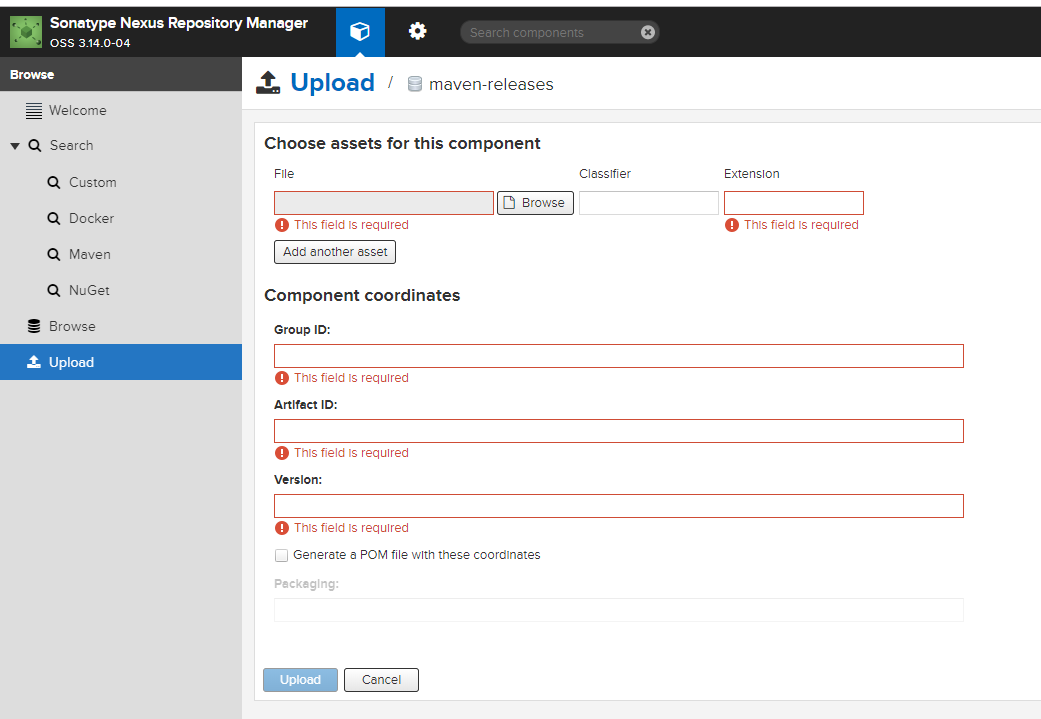 Sonatype Nexus Repository Manager
OSS 3.14.0-04
Search components
Browse
Welcome
Search
Custom
Docker
Maven
NuGet
Browse
Upload
Upload / maven-releases
Choose assets for this component
File Classifier Extension
Browse
This field is required This field is required
Add another asset
Component coordinates
Group ID:
This field is required
Artifact ID:
This field is required
Version:
This field is required
Generate a POM file with these coordinates
Packaging:
Upload Cancel